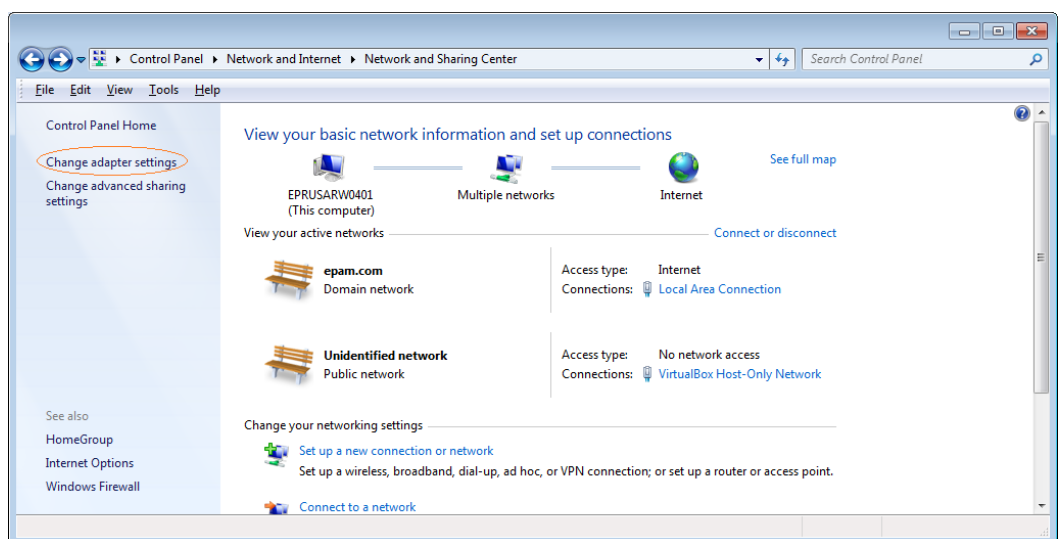 Control Panel Network and Internet Network and Sharing Center Search Control Panel
File Edit View Tools Help
Control Panel Home
Change adapter settings
Change advanced sharing
settings
View your basic network information and set up connections
See full map
EPRUSARW0401
(This computer)
Multiple networks
Internet
View your active networks
Connect or disconnect
epam.com
Domain network
Access type: Internet
Connections: Local Area Connection
Unidentified network
Public network
Access type: No network access
Connections: VirtualBox Host-Only Network
Change your networking settings
Set up a new connection or network
Set up a wireless, broadband, dial-up, ad hoc, or VPN connection; or set up a router or access point.
Connect to a network
See also
HomeGroup
Internet Options
Windows Firewall